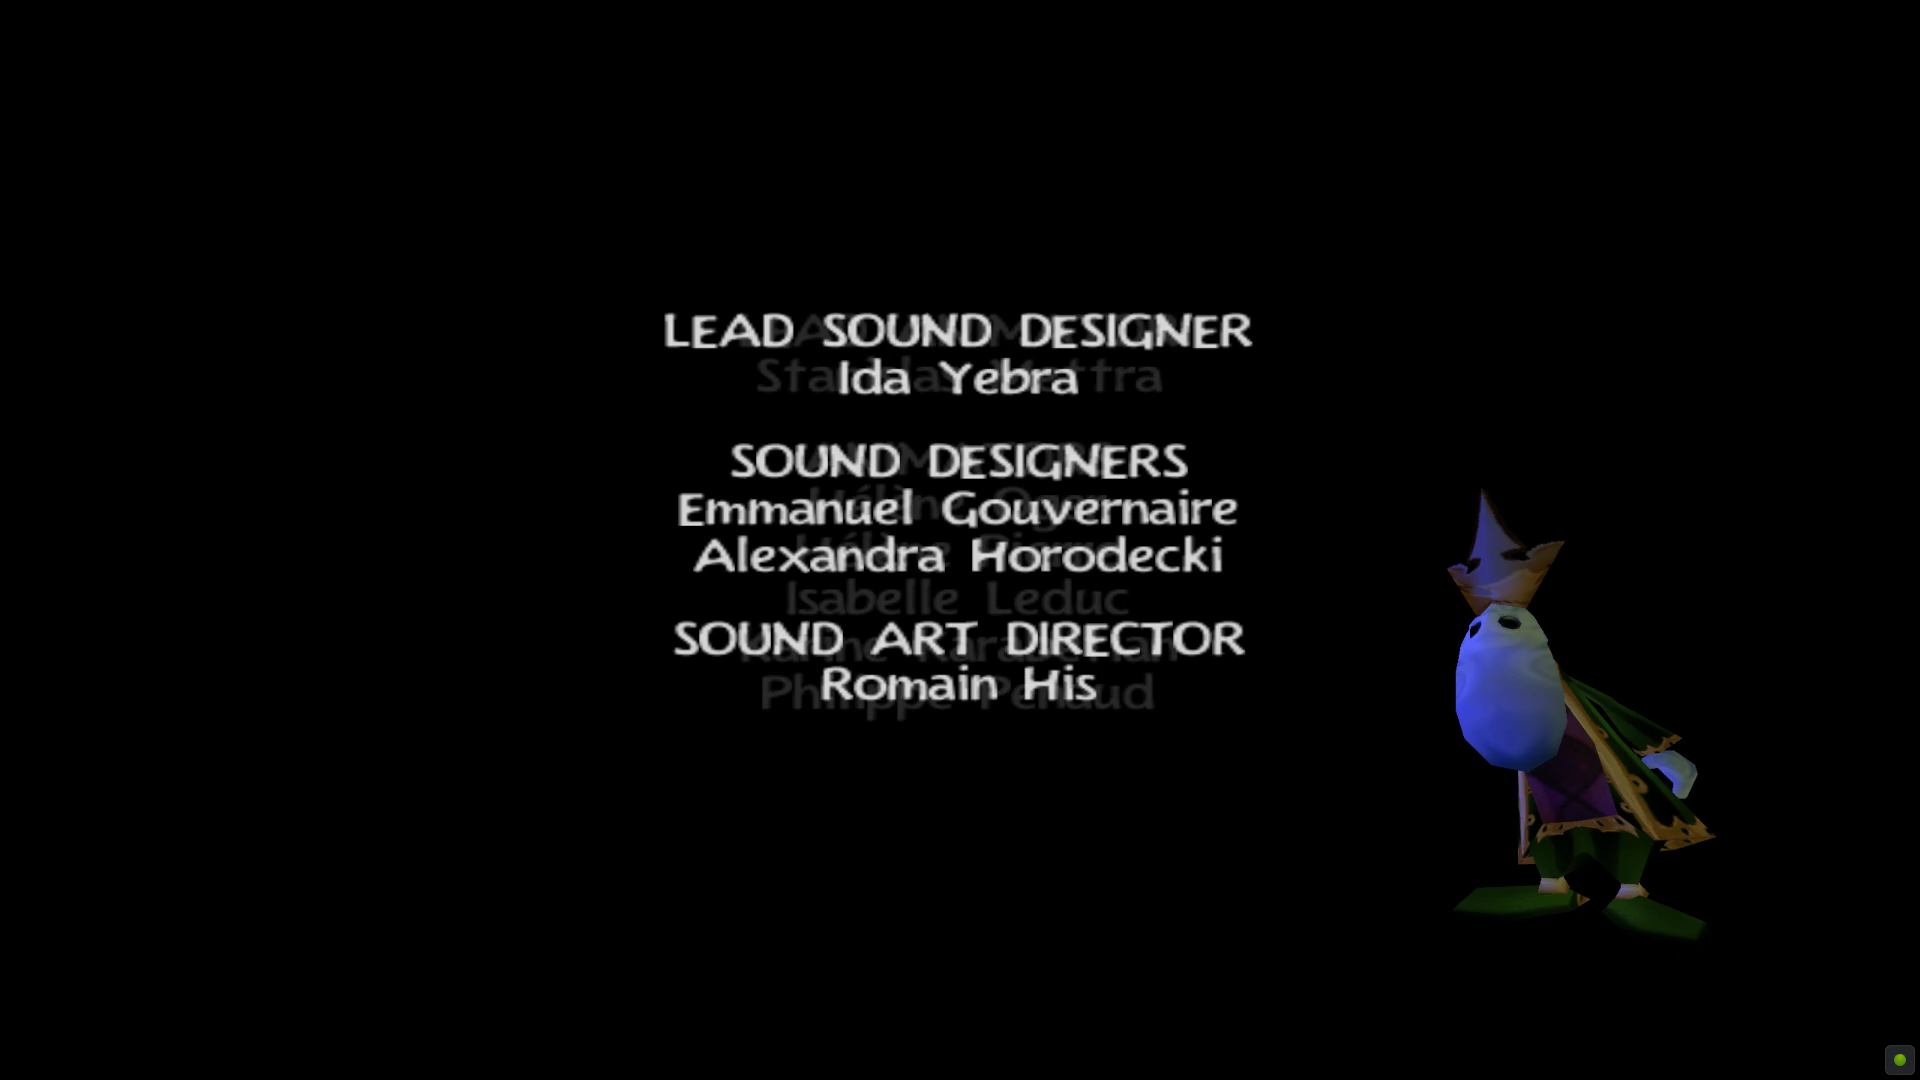 LEAD SOUND DESIGNER
Ida Yebra
SOUND DESIGNERS
Emmanuel Gouvernaire
Alexandra Horodecki
Isabelle Leduc
SOUND ART DIRECTOR
Romain His